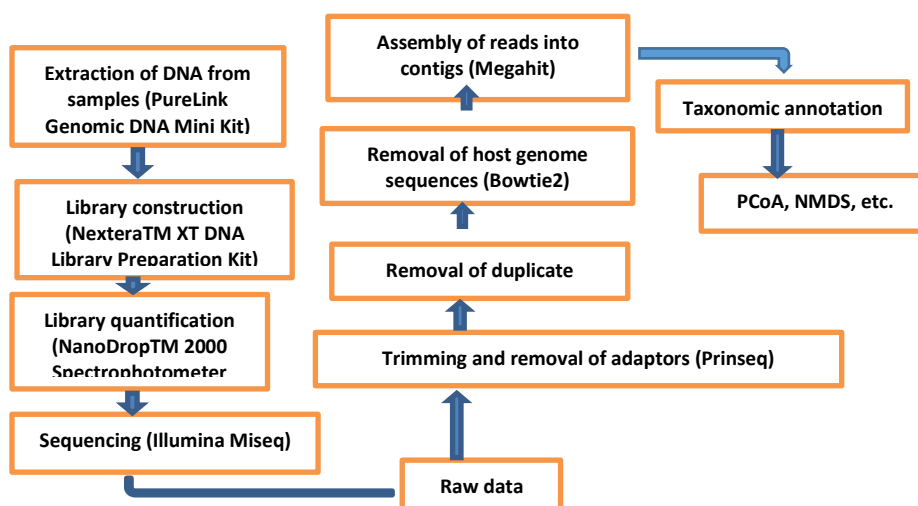 Extraction of DNA from
samples (PureLink
Genomic DNA Mini Kit)
Library construction
(NexteraTM XT DNA
Library Preparation Kit)
Library quantification
(NanoDropTM 2000
Spectrophotometer
Sequencing (Illumina Miseq)
Raw data
Trimming and removal of adaptors (Prinseq)
Removal of duplicate
Removal of host genome
sequences (Bowtie2)
Assembly of reads into
contigs (Megahit)
Taxonomic annotation
PCoA, NMDS, etc.